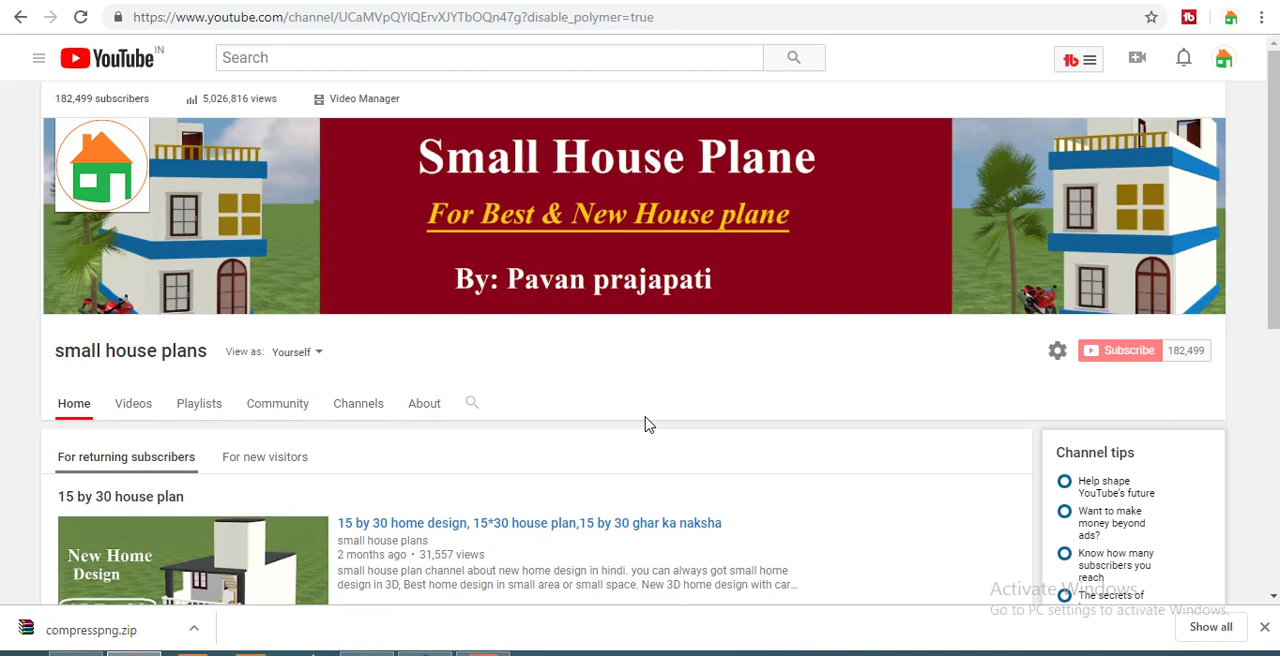 https://www.youtube.com/channel/UCaMVpQYlQErvXJYTbOQn47g?disable_polymer=true
YouTube IN
Search
182,499 subscribers
5,026,816 views
Video Manager
Small House Plane
For Best & New House plane
By: Pavan prajapati
small house plans
View as: Yourself
Subscribe 182,499
Home
Videos
Playlists
Community
Channels
About
For returning subscribers
For new visitors
15 by 30 house plan
New Home
Design
15 by 30 home design, 15*30 house plan,15 by 30 ghar ka naksha
small house plans
2 months ago • 31,557 views
small house plan channel about new home design in hindi. you can always got small home
design in 3D, Best home design in small area or small space. New 3D home design with car...
Channel tips
Help shape
YouTube's future
Want to make
money beyond
ads?
Know how many
subscribers you
reach
The secrets of
Activate Windows
Go to PC settings to activate Windows.
compresspng.zip
Show all